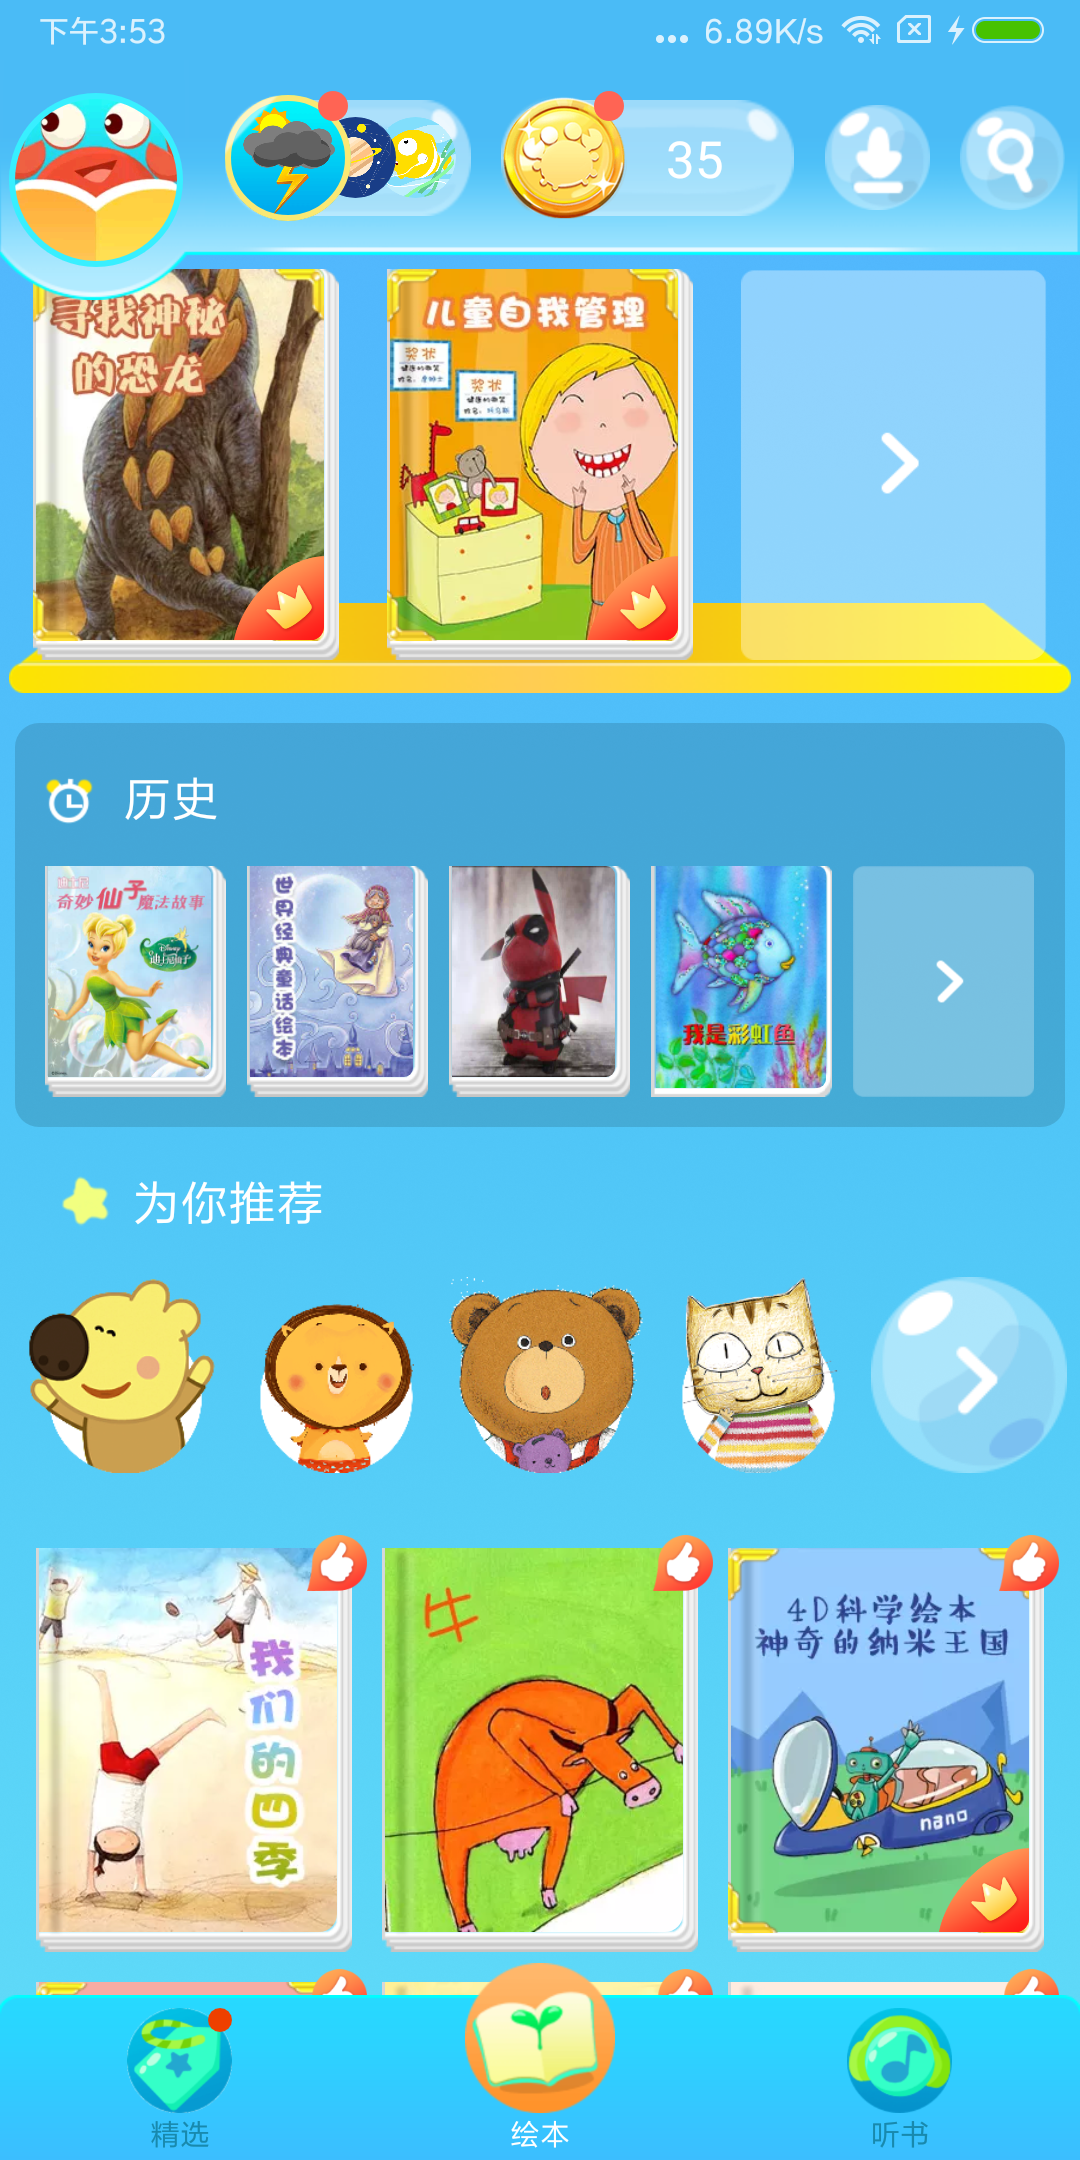 下午3:53
... 6.89K/s
35
寻找神秘
的恐龙
儿童自我管理
奖状
奖状
历史
奇妙仙子魔法故事
Disney
世界经典童话绘本
我是彩虹鱼
为你推荐
我们的四季
牛
4D科学绘本
神奇的纳米王国
nano
精选
绘本
听书